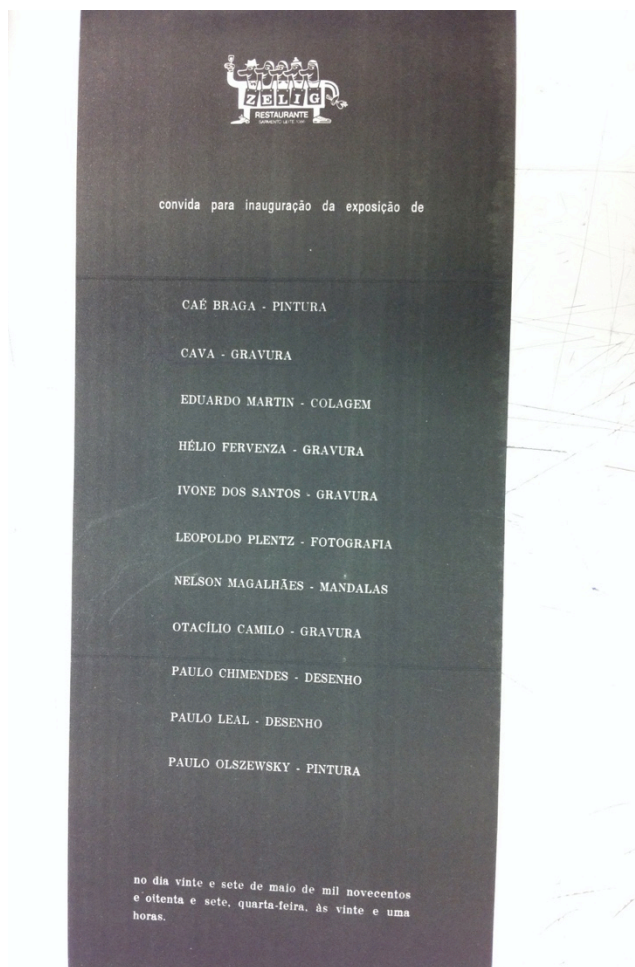 ZELIG
RESTAURANTE
convida para inauguração da exposição de
CAÉ BRAGA - PINTURA
CAVA - GRAVURA
EDUARDO MARTIN - COLAGEM
HÉLIO FERVENZA - GRAVURA
IVONE DOS SANTOS - GRAVURA
LEOPOLDO PLENTZ - FOTOGRAFIA
NELSON MAGALHÃES - MANDALAS
OTACÍLIO CAMILO - GRAVURA
PAULO CHIMENDES - DESENHO
PAULO LEAL - DESENHO
PAULO OLSZEWSKY - PINTURA
no dia vinte e sete de maio de mil novecentos
e oitenta e sete, quarta-feira, às vinte e uma
horas.